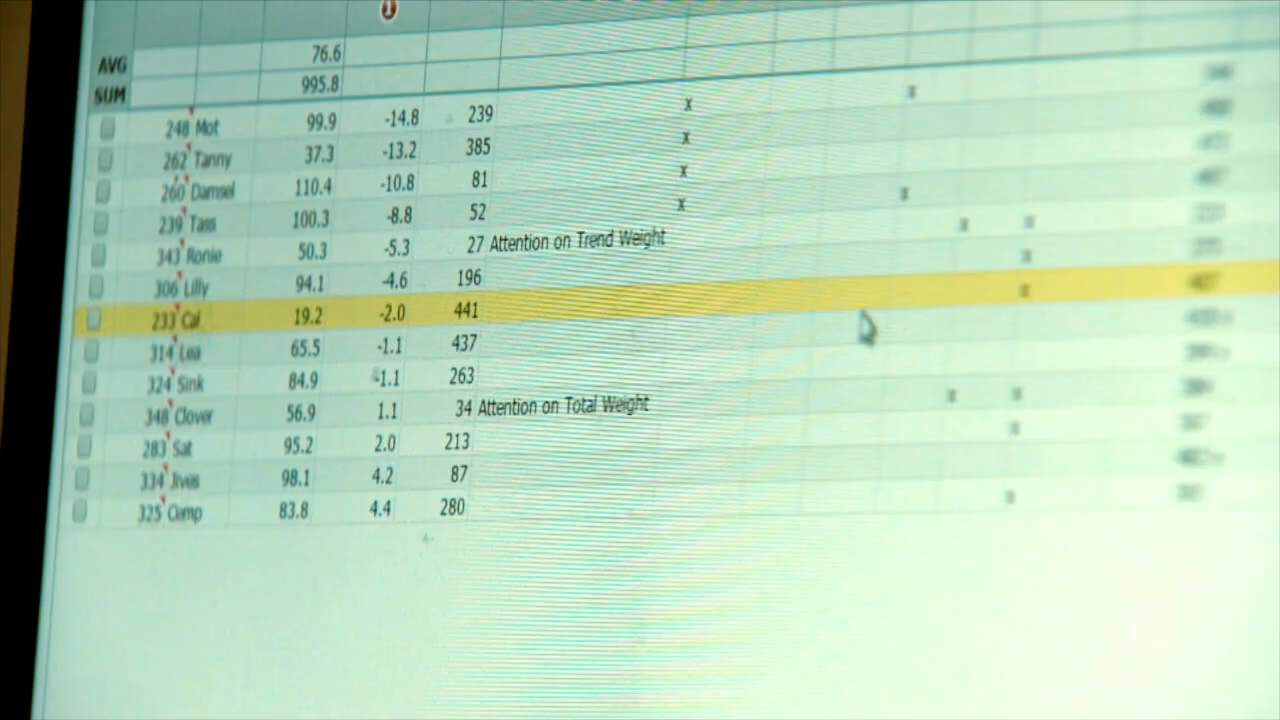 1
AVG 76.6
SUM 995.8
248 Mot 99.9 -14.8 239 x x
262 Tanny 37.3 -13.2 385 x
260 Damsel 110.4 -10.8 81 x
239 Tass 100.3 -8.8 52 x x
343 Ronie 50.3 -5.3 27 Attention on Trend Weight x x
306 Lilly 94.1 -4.6 196 x
233 Cal 19.2 -2.0 441 x
314 Lea 65.5 -1.1 437
324 Sink 84.9 -1.1 263
348 Clover 56.9 1.1 34 Attention on Total Weight x x
283 Sat 95.2 2.0 213 x
334 Jives 98.1 4.2 87
325 83.8 4.4 280 x